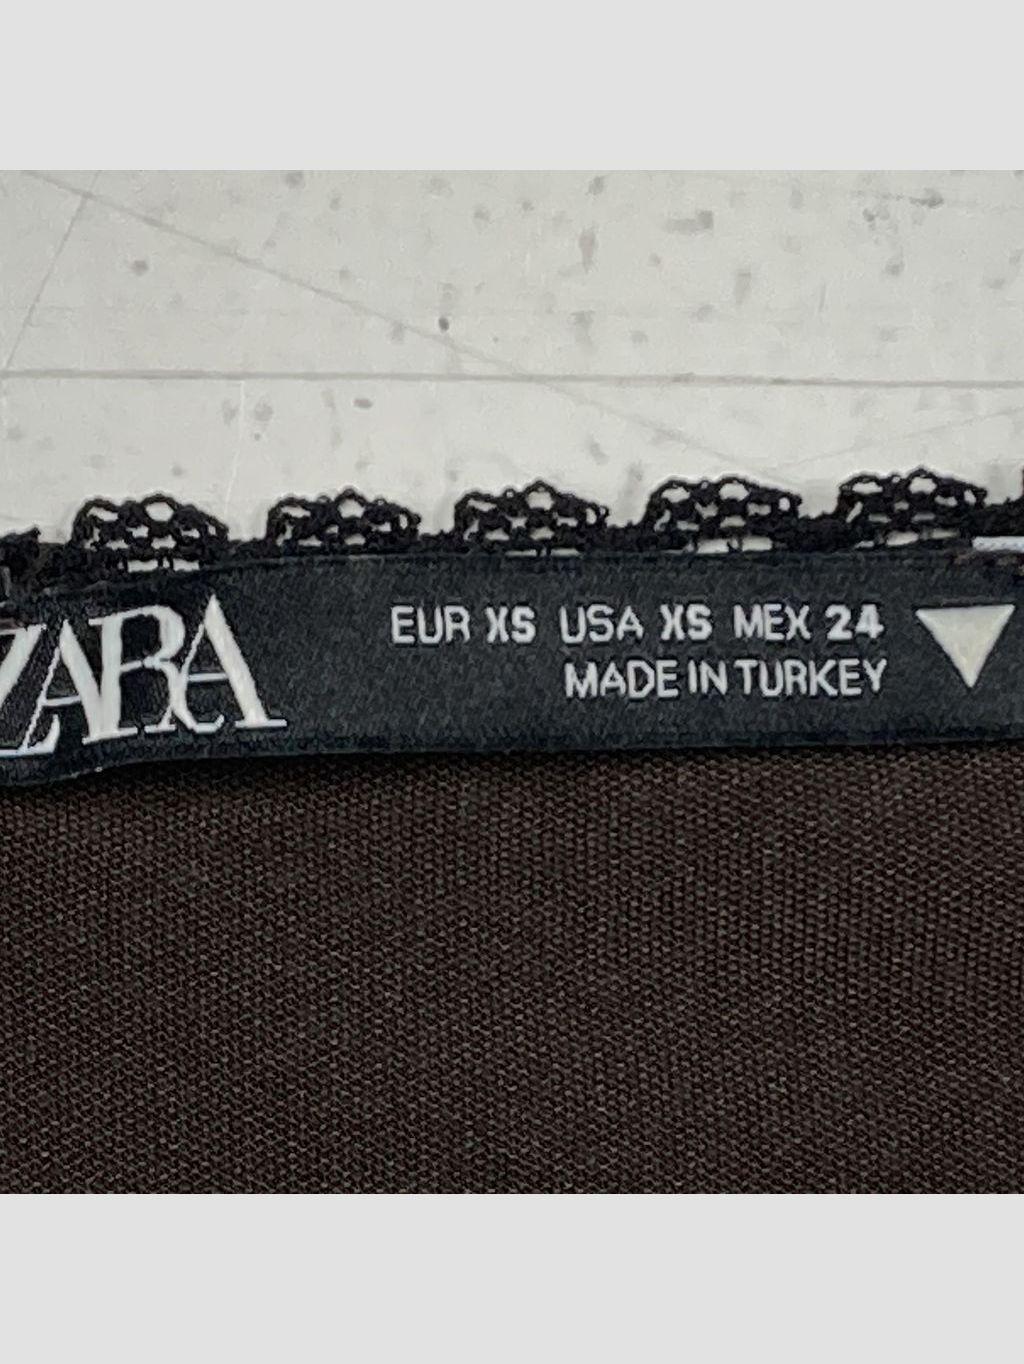 ZARA
EUR XS USA XS MEX 24
MADE IN TURKEY